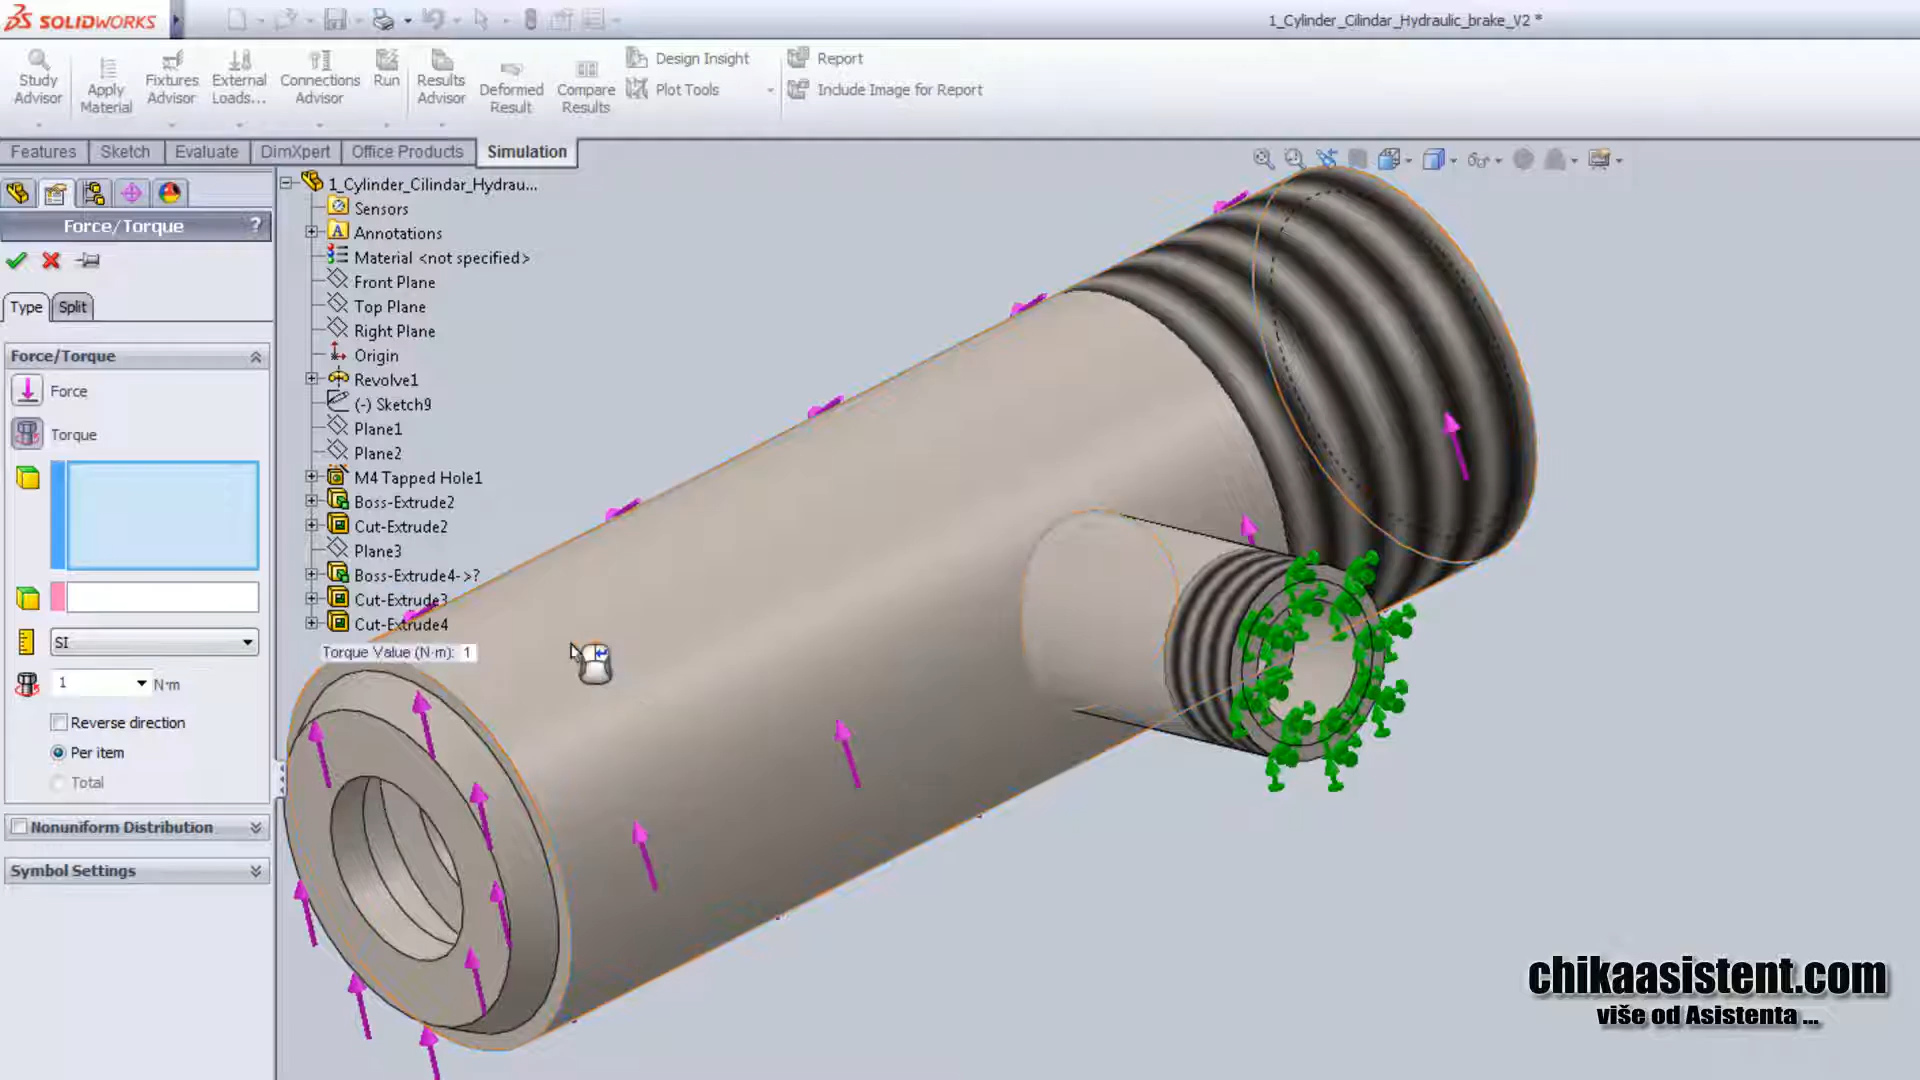 SOLIDWORKS
1_Cylinder_Cilindar_Hydraulic_brake_V2 *
Study Advisor
Apply Material
Fixtures Advisor
External Loads...
Connections Advisor
Run
Results Advisor
Deformed Result
Compare Results
Design Insight
Plot Tools
Report
Include Image for Report
Features
Sketch
Evaluate
DimXpert
Office Products
Simulation
Force/Torque
?
Type
Split
Force/Torque
Force
Torque
SI
1
N·m
Reverse direction
Per item
Total
Nonuniform Distribution
Symbol Settings
1_Cylinder_Cilindar_Hydrau...
Sensors
Annotations
Material <not specified>
Front Plane
Top Plane
Right Plane
Origin
Revolve1
(-) Sketch9
Plane1
Plane2
M4 Tapped Hole1
Boss-Extrude2
Cut-Extrude2
Plane3
Boss-Extrude4->?
Cut-Extrude3
Cut-Extrude4
Torque Value (N·m): 1
chikaasistent.com
više od Asistenta ...